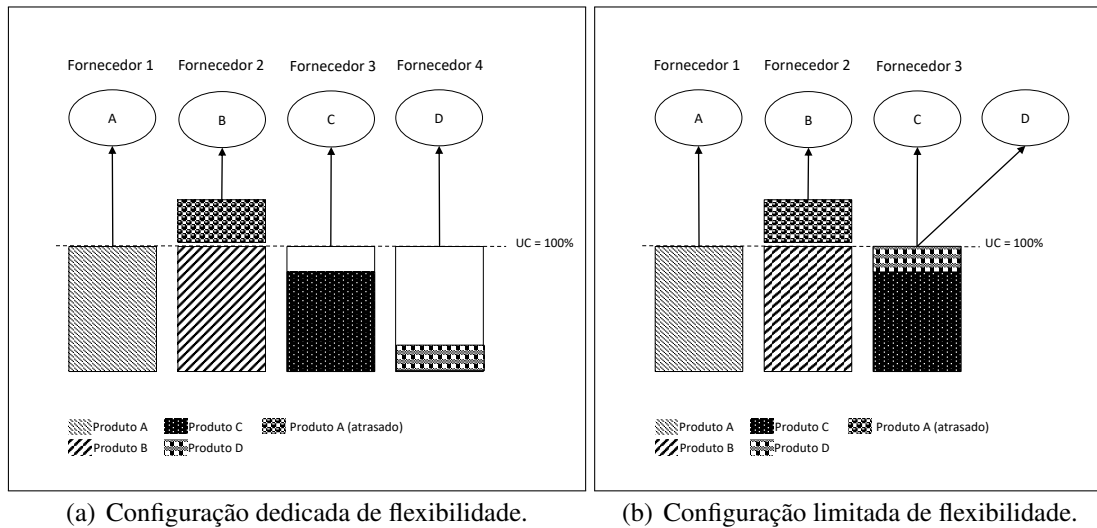 Fornecedor 1 Fornecedor 2 Fornecedor 3 Fornecedor 4
A B C D
UC = 100%
Produto A Produto C Produto A (atrasado)
Produto B Produto D
(a) Configuração dedicada de flexibilidade.
Fornecedor 1 Fornecedor 2 Fornecedor 3
A B C D
UC = 100%
Produto A Produto C Produto A (atrasado)
Produto B Produto D
(b) Configuração limitada de flexibilidade.